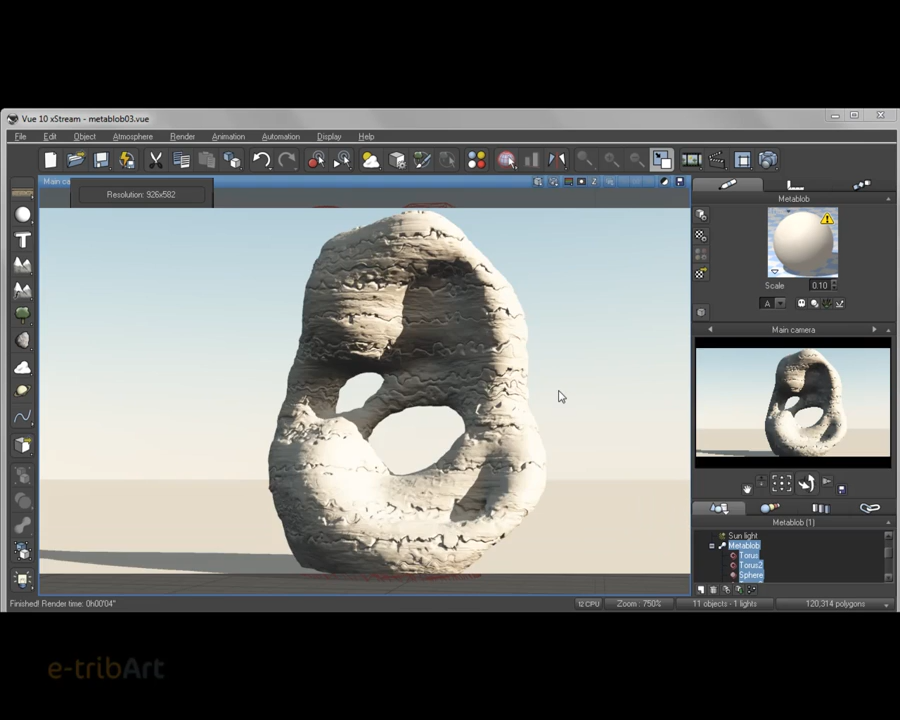 Vue 10 xStream - metablob03.vue
File Edit Object Atmosphere Render Animation Automation Display Help
Main ca
Resolution: 926x582
Metablob
Scale 0.10
A
Main camera
Metablob (1)
Sun light
Metablob
Torus
Torus2
Sphere
Finished! Render time: 0h00'04" 12 CPU Zoom : 750% 11 objects - 1 lights 120,314 polygons
e-tribArt